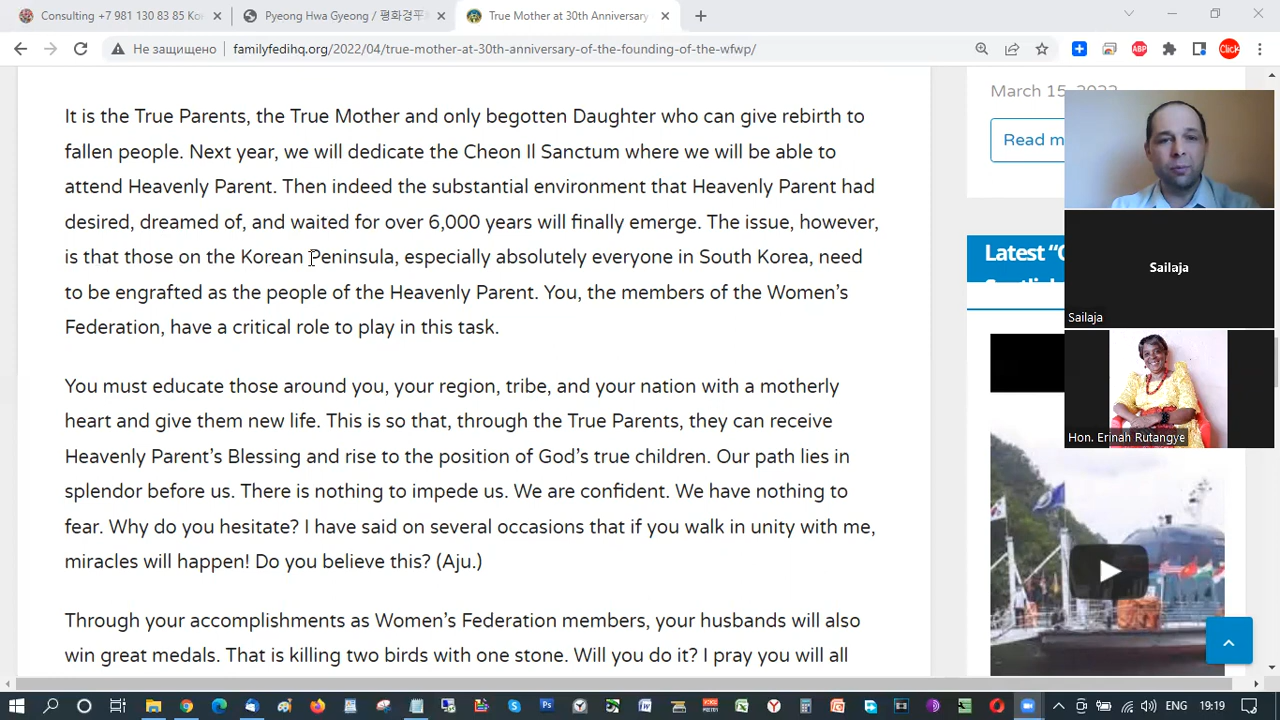 Consulting +7 981 130 83 85 Kor
Pyeong Hwa Gyeong / 평화경平화
True Mother at 30th Anniversary
Не защищено
familyfedihq.org/2022/04/true-mother-at-30th-anniversary-of-the-founding-of-the-wfwp/
ABP
Click
It is the True Parents, the True Mother and only begotten Daughter who can give rebirth to
fallen people. Next year, we will dedicate the Cheon Il Sanctum where we will be able to
attend Heavenly Parent. Then indeed the substantial environment that Heavenly Parent had
desired, dreamed of, and waited for over 6,000 years will finally emerge. The issue, however,
is that those on the Korean Peninsula, especially absolutely everyone in South Korea, need
to be engrafted as the people of the Heavenly Parent. You, the members of the Women's
Federation, have a critical role to play in this task.
You must educate those around you, your region, tribe, and your nation with a motherly
heart and give them new life. This is so that, through the True Parents, they can receive
Heavenly Parent's Blessing and rise to the position of God's true children. Our path lies in
splendor before us. There is nothing to impede us. We are confident. We have nothing to
fear. Why do you hesitate? I have said on several occasions that if you walk in unity with me,
miracles will happen! Do you believe this? (Aju.)
Through your accomplishments as Women's Federation members, your husbands will also
win great medals. That is killing two birds with one stone. Will you do it? I pray you will all
March 15, 2022
Read m
Latest
Sailaja
Sailaja
Hon. Erinah Rutangye
ENG
19:19